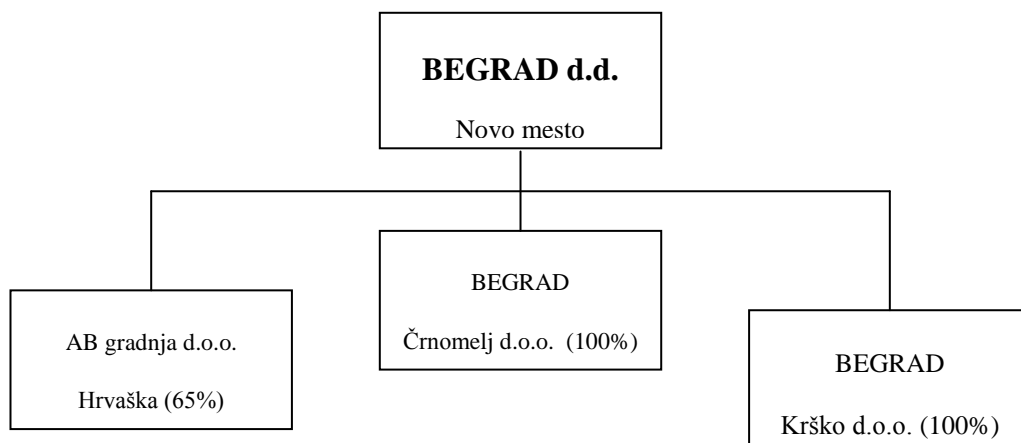 BEGRAD d.d.
Novo mesto
AB gradnja d.o.o.
Hrvaška (65%)
BEGRAD
Črnomelj d.o.o. (100%)
BEGRAD
Krško d.o.o. (100%)